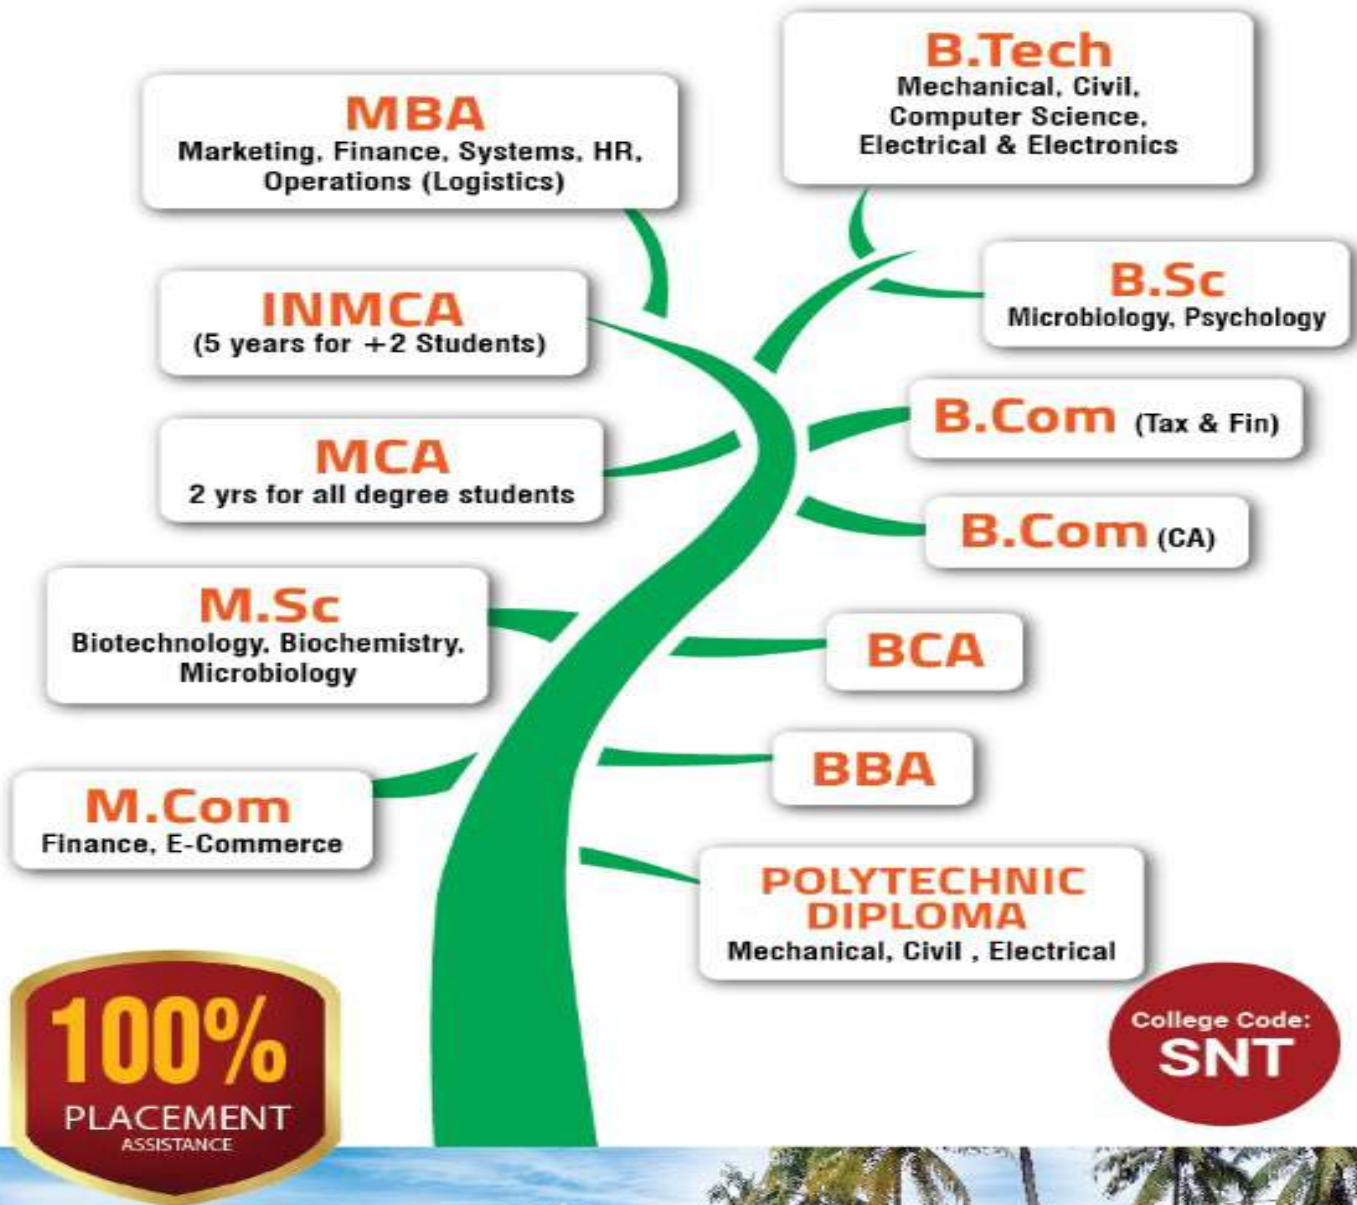 B.Tech
Mechanical, Civil,
Computer Science,
Electrical & Electronics
MBA
Marketing, Finance, Systems, HR,
Operations (Logistics)
B.Sc
Microbiology, Psychology
INMCA
(5 years for +2 Students)
B.Com (Tax & Fin)
MCA
2 yrs for all degree students
B.Com (CA)
M.Sc
Biotechnology, Biochemistry,
Microbiology
BCA
BBA
M.Com
Finance, E-Commerce
POLYTECHNIC
DIPLOMA
Mechanical, Civil , Electrical
100%
PLACEMENT
ASSISTANCE
College Code:
SNT